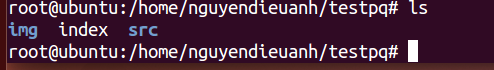 root@ubuntu:/home/nguyendieuanh/testpq# ls
img index src
root@ubuntu:/home/nguyendieuanh/testpq#